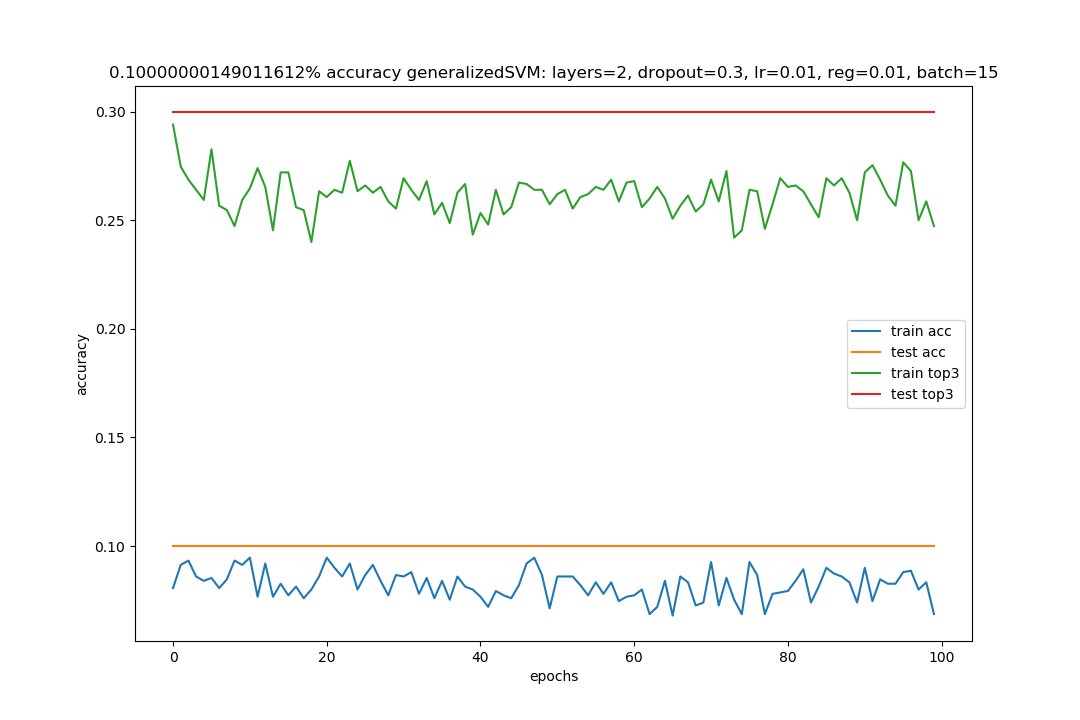 0.10000000149011612% accuracy generalizedSVM: layers=2, dropout=0.3, lr=0.01, reg=0.01, batch=15
0.30
0.25
0.20
0.15
0.10
accuracy
train acc
test acc
train top3
test top3
0
20
40
60
80
100
epochs